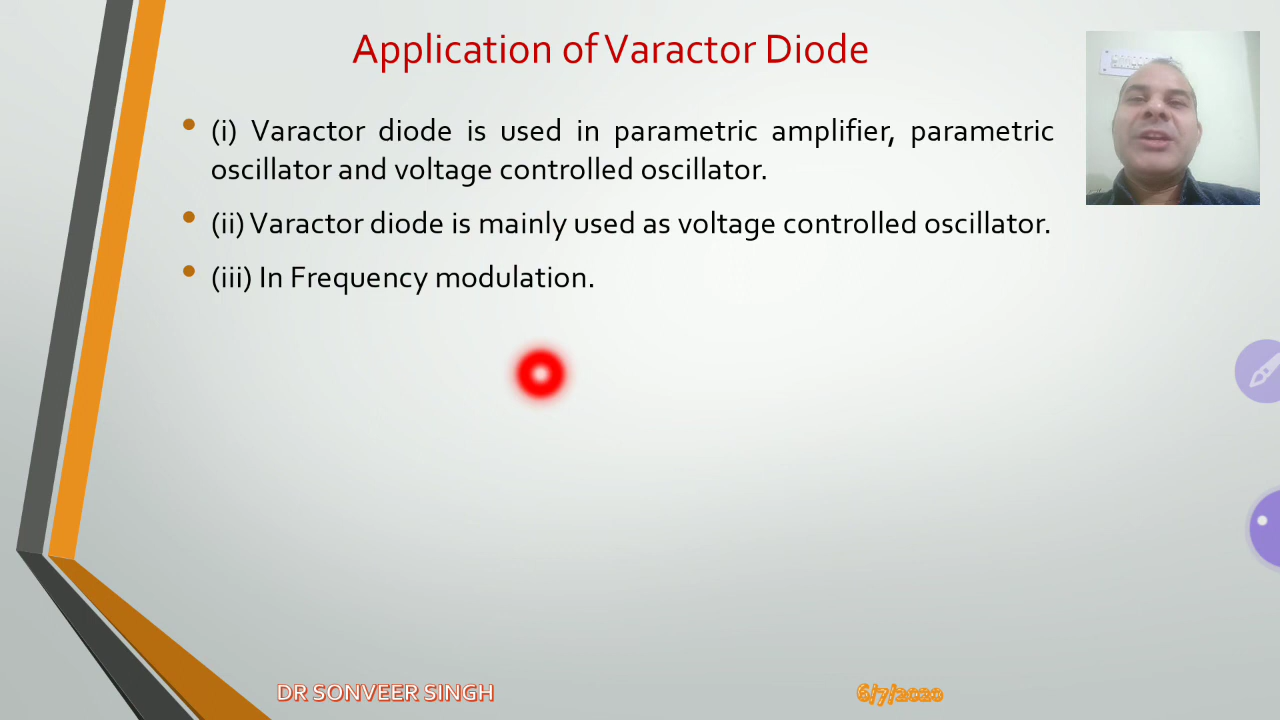 Application of Varactor Diode
(i) Varactor diode is used in parametric amplifier, parametric
oscillator and voltage controlled oscillator.
(ii) Varactor diode is mainly used as voltage controlled oscillator.
(iii) In Frequency modulation.
DR SONVEER SINGH
6/7/2020